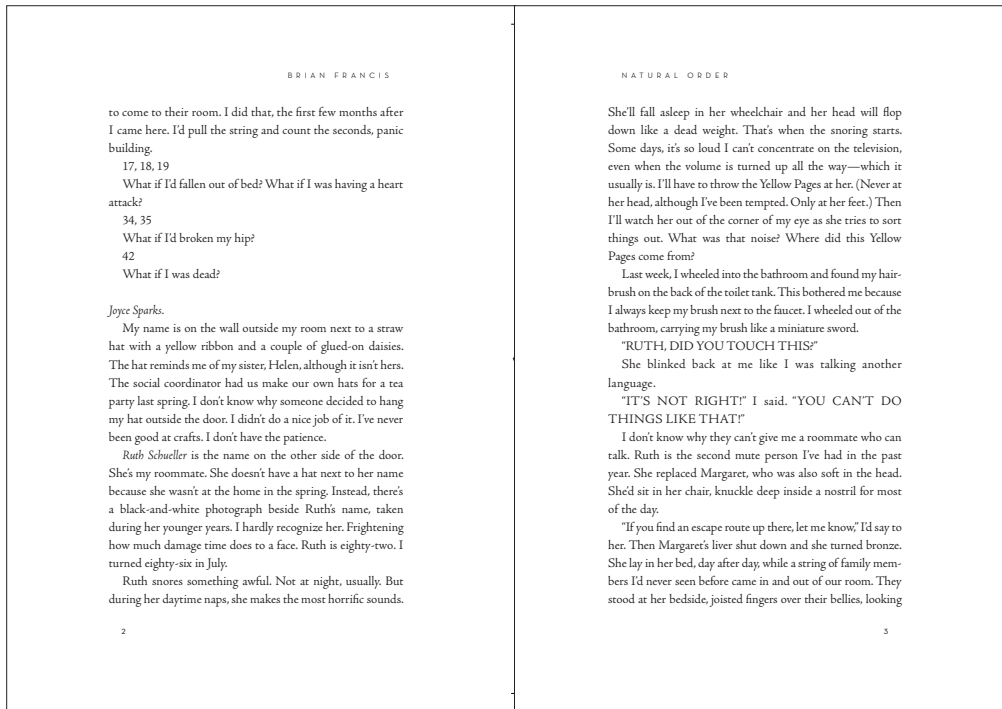 BRIAN FRANCIS
to come to their room. I did that, the first few months after
I came here. I’d pull the string and count the seconds, panic
building.
17, 18, 19
What if I’d fallen out of bed? What if I was having a heart
attack?
34, 35
What if I’d broken my hip?
42
What if I was dead?
Joyce Sparks.
My name is on the wall outside my room next to a straw
hat with a yellow ribbon and a couple of glued-on daisies.
The hat reminds me of my sister, Helen, although it isn’t hers.
The social coordinator had us make our own hats for a tea
party last spring. I don’t know why someone decided to hang
my hat outside the door. I didn’t do a nice job of it. I’ve never
been good at crafts. I don’t have the patience.
Ruth Schueller is the name on the other side of the door.
She’s my roommate. She doesn’t have a hat next to her name
because she wasn’t at the home in the spring. Instead, there’s
a black-and-white photograph beside Ruth’s name, taken
during her younger years. I hardly recognize her. Frightening
how much damage time does to a face. Ruth is eighty-two. I
turned eighty-six in July.
Ruth snores something awful. Not at night, usually. But
during her daytime naps, she makes the most horrific sounds.
2
NATURAL ORDER
She’ll fall asleep in her wheelchair and her head will flop
down like a dead weight. That’s when the snoring starts.
Some days, it’s so loud I can’t concentrate on the television,
even when the volume is turned up all the way—which it
usually is. I’ll have to throw the Yellow Pages at her. (Never at
her head, although I’ve been tempted. Only at her feet.) Then
I’ll watch her out of the corner of my eye as she tries to sort
things out. What was that noise? Where did this Yellow
Pages come from?
Last week, I wheeled into the bathroom and found my hair-
brush on the back of the toilet tank. This bothered me because
I always keep my brush next to the faucet. I wheeled out of the
bathroom, carrying my brush like a miniature sword.
“RUTH, DID YOU TOUCH THIS?”
She blinked back at me like I was talking another
language.
“IT’S NOT RIGHT!” I said. “YOU CAN’T DO
THINGS LIKE THAT!”
I don’t know why they can’t give me a roommate who can
talk. Ruth is the second mute person I’ve had in the past
year. She replaced Margaret, who was also soft in the head.
She’d sit in her chair, knuckle deep inside a nostril for most
of the day.
“If you find an escape route up there, let me know,” I’d say to
her. Then Margaret’s liver shut down and she turned bronze.
She lay in her bed, day after day, while a string of family mem-
bers I’d never seen before came in and out of our room. They
stood at her bedside, joisted fingers over their bellies, looking
3